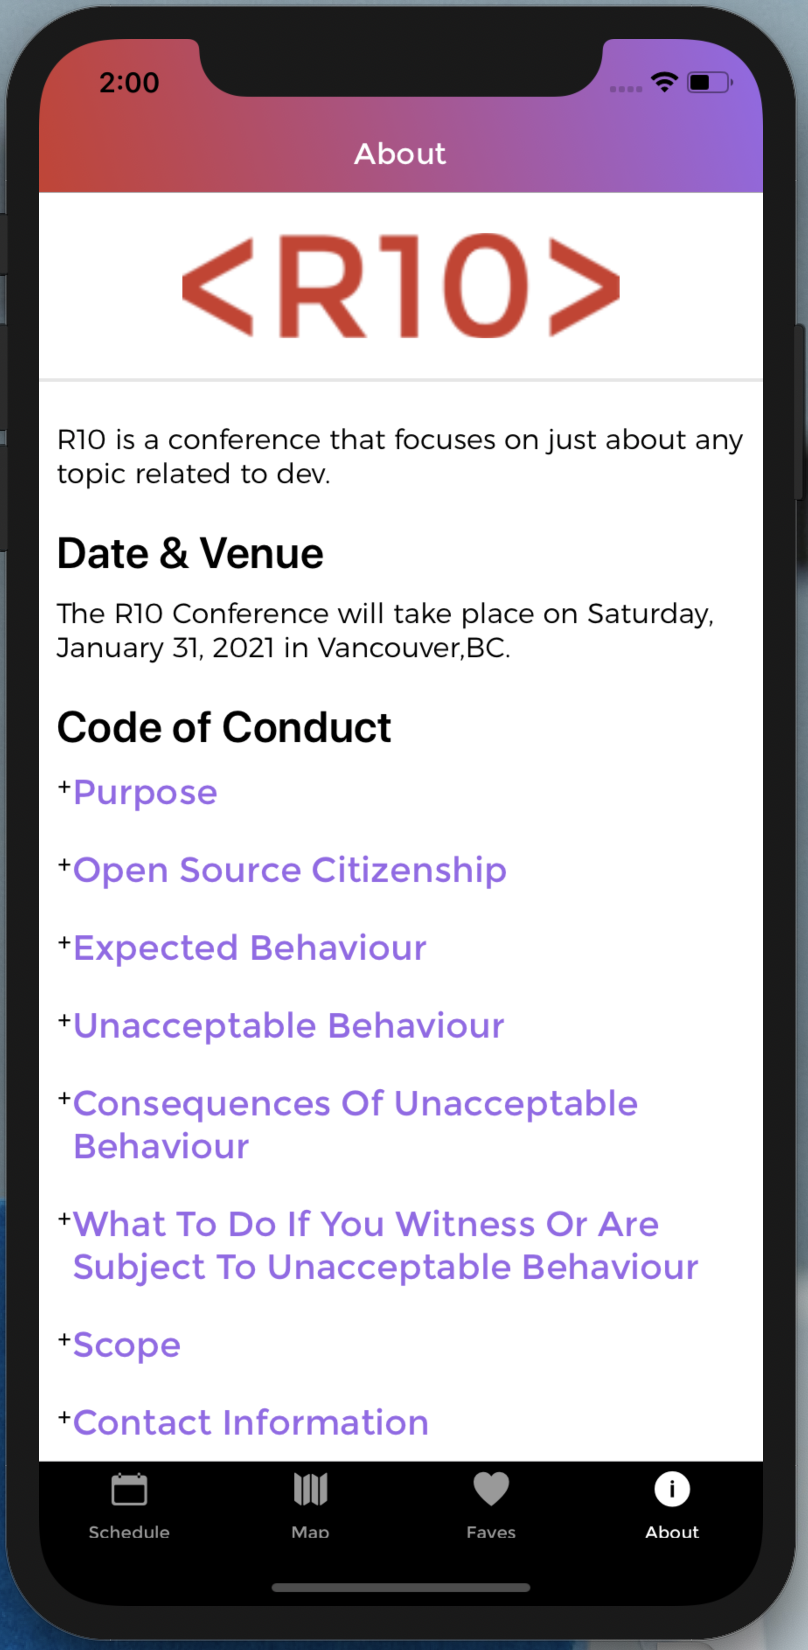 2:00
About
<R10>
R10 is a conference that focuses on just about any
topic related to dev.
Date & Venue
The R10 Conference will take place on Saturday,
January 31, 2021 in Vancouver,BC.
Code of Conduct
+Purpose
+Open Source Citizenship
+Expected Behaviour
+Unacceptable Behaviour
+Consequences Of Unacceptable
Behaviour
+What To Do If You Witness Or Are
Subject To Unacceptable Behaviour
+Scope
+Contact Information
Schedule
Map
Faves
About